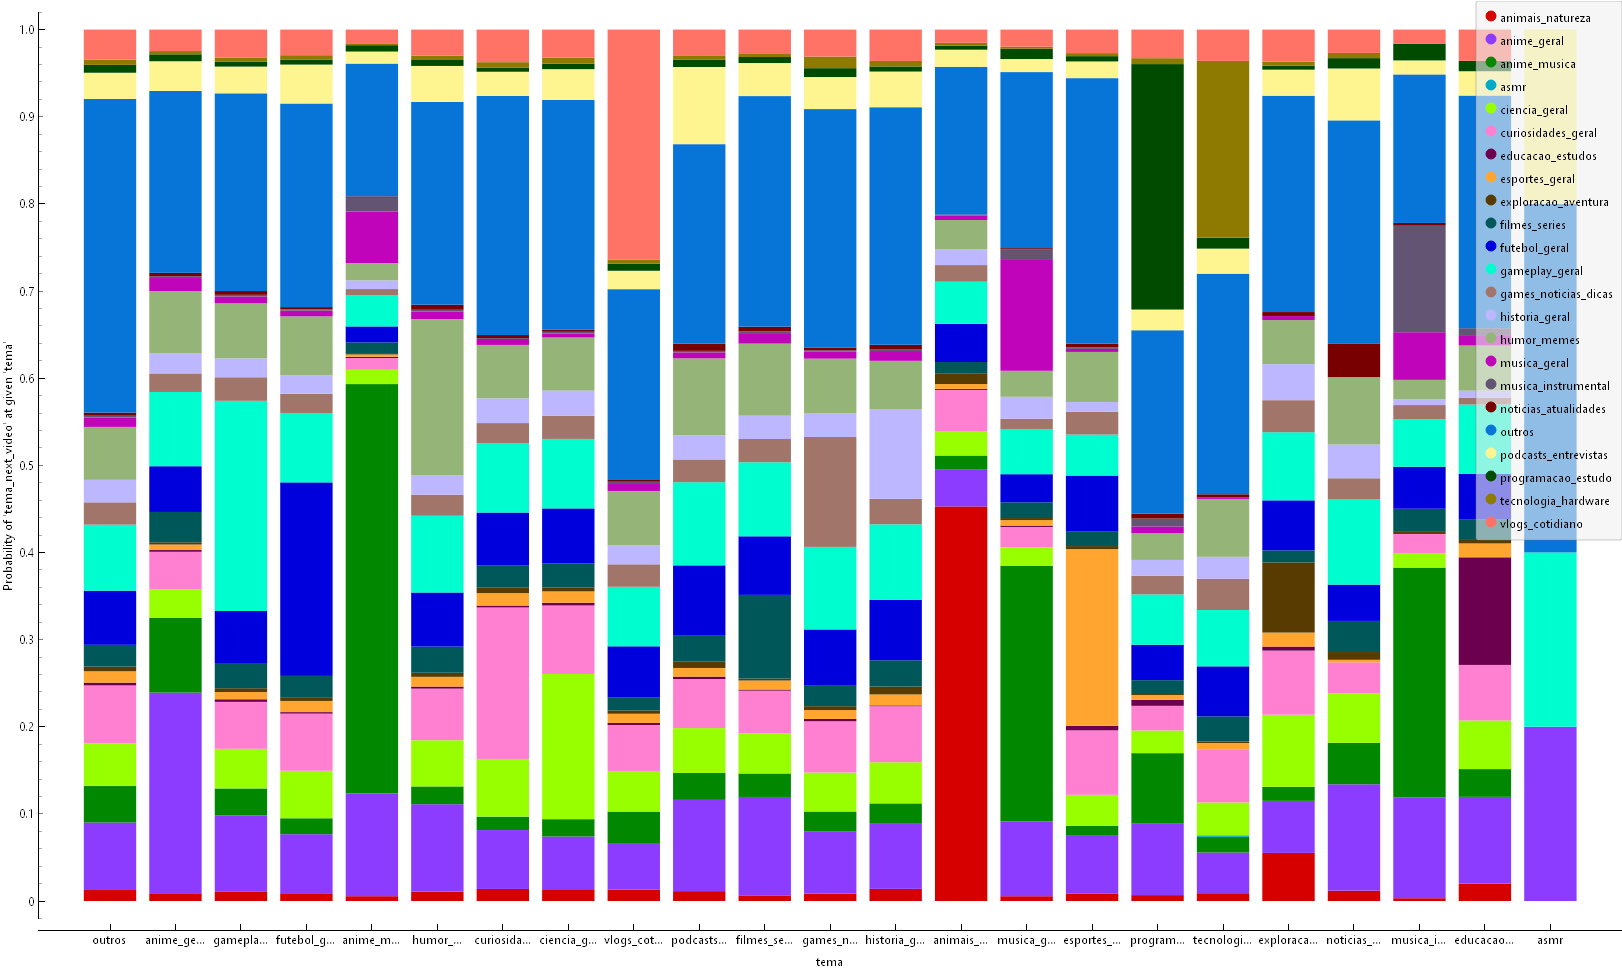 1.0
0.9
0.8
0.7
0.6
0.5
0.4
0.3
0.2
0.1
0
Probability of 'tema_next_video' at given 'tema'
outros
anime_ge...
gamepla...
futebol_g...
anime_m...
humor_...
curiosida...
ciencia_g...
vlogs_cot...
podcasts...
filmes_se...
games_n...
historia_g...
animais_...
musica_g...
esportes_...
program...
tecnologi...
exploraca...
noticias_...
musica_i...
educacao...
asmr
tema
animais_natureza
anime_geral
anime_musica
asmr
ciencia_geral
curiosidades_geral
educacao_estudos
esportes_geral
exploracao_aventura
filmes_series
futebol_geral
gameplay_geral
games_noticias_dicas
historia_geral
humor_memes
musica_geral
musica_instrumental
noticias_atualidades
outros
podcasts_entrevistas
programacao_estudo
tecnologia_hardware
vlogs_cotidiano